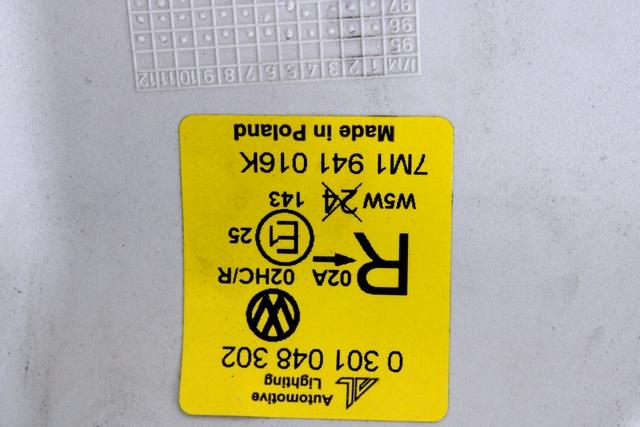 Automotive
Lighting
0 301 048 302
02A 02HC/R
R
E1 25
W5W 24 143
7M1 941 016K
Made in Poland
J/M 1 2 3 4 5 6 7 8 9 10 11 12
95
96
97